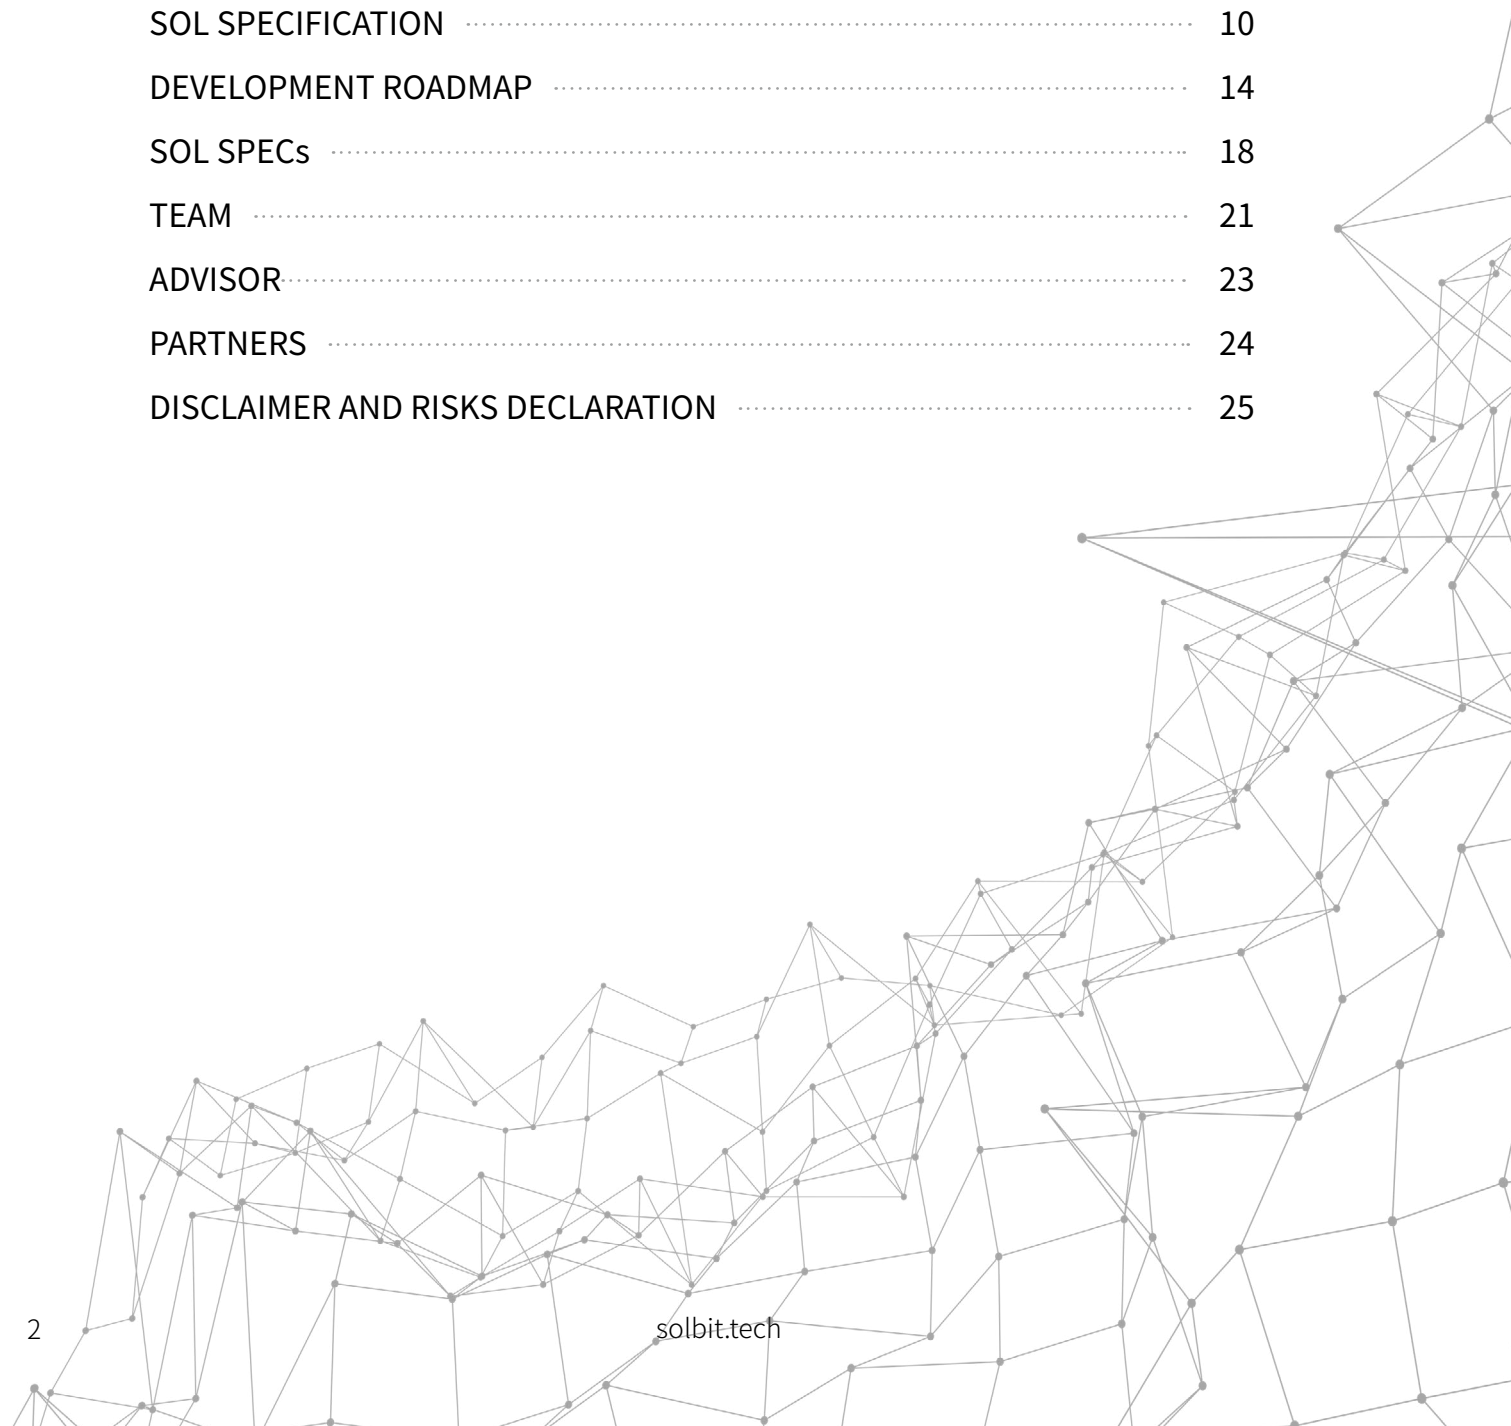 SOL SPECIFICATION 10
DEVELOPMENT ROADMAP 14
SOL SPECs 18
TEAM 21
ADVISOR 23
PARTNERS 24
DISCLAIMER AND RISKS DECLARATION 25
2 solbit.tech